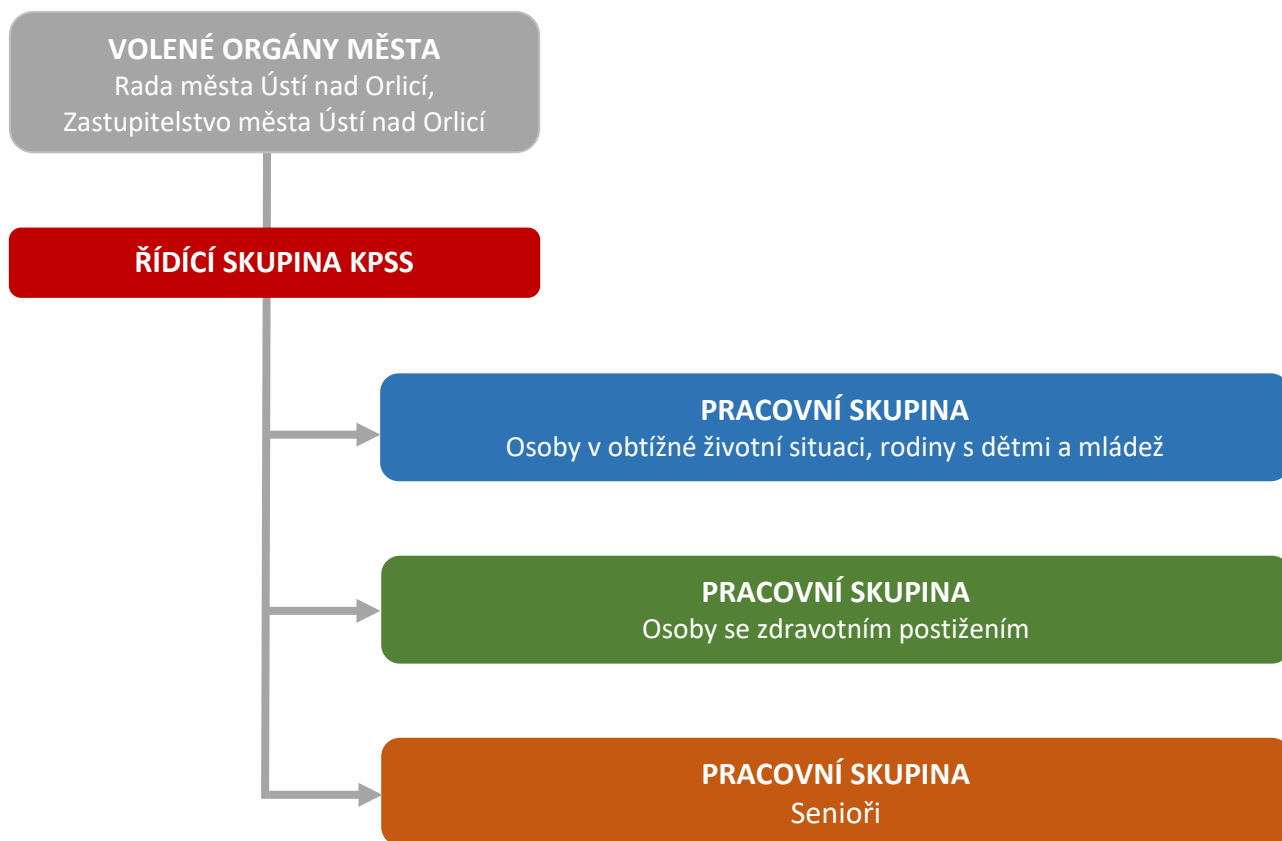 VOLENÉ ORGÁNY MĚSTA
Rada města Ústí nad Orlicí,
Zastupitelstvo města Ústí nad Orlicí
ŘÍDÍCÍ SKUPINA KPSS
PRACOVNÍ SKUPINA
Osoby v obtížné životní situaci, rodiny s dětmi a mládež
PRACOVNÍ SKUPINA
Osoby se zdravotním postižením
PRACOVNÍ SKUPINA
Senioři